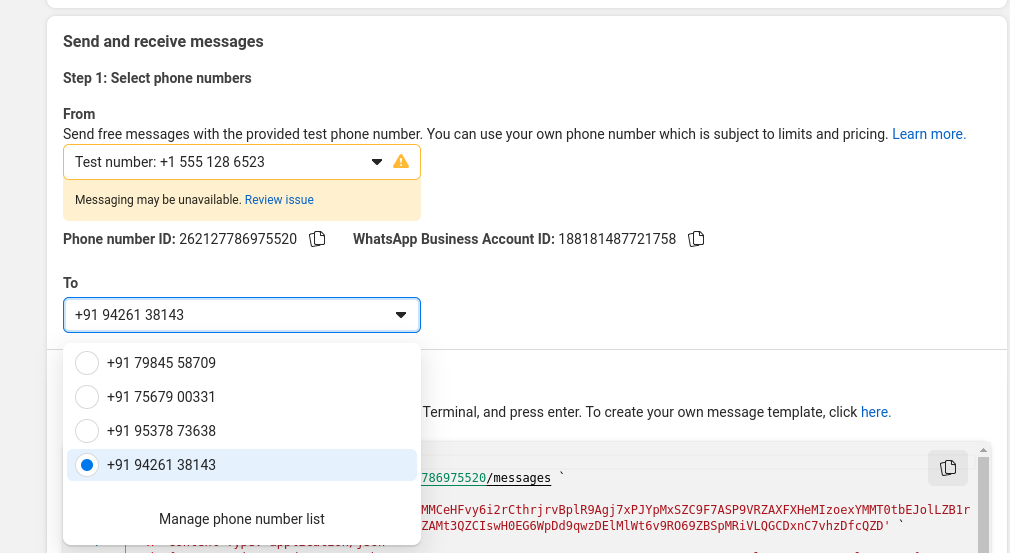 Send and receive messages
Step 1: Select phone numbers
From
Send free messages with the provided test phone number. You can use your own phone number which is subject to limits and pricing. Learn more.
Test number: +1 555 128 6523
Messaging may be unavailable. Review issue
Phone number ID: 262127786975520 WhatsApp Business Account ID: 188181487721758
To
+91 94261 38143
+91 79845 58709
+91 75679 00331
Terminal, and press enter. To create your own message template, click here.
+91 95378 73638
+91 94261 38143
786975520/messages `
MMCeHFvy6i2rCthrjrvBplR9Agj7xPJYpMxSZC9F7ASP9VRZAXFXHeMIzoexYMMT0tbEJolLZB1r
Manage phone number list
ZAMt3QZCIswH0EG6WpDd9qwzDElMlWt6v9RO69ZBSpMRiVLQGCDxnC7vhzDfcQZD' `